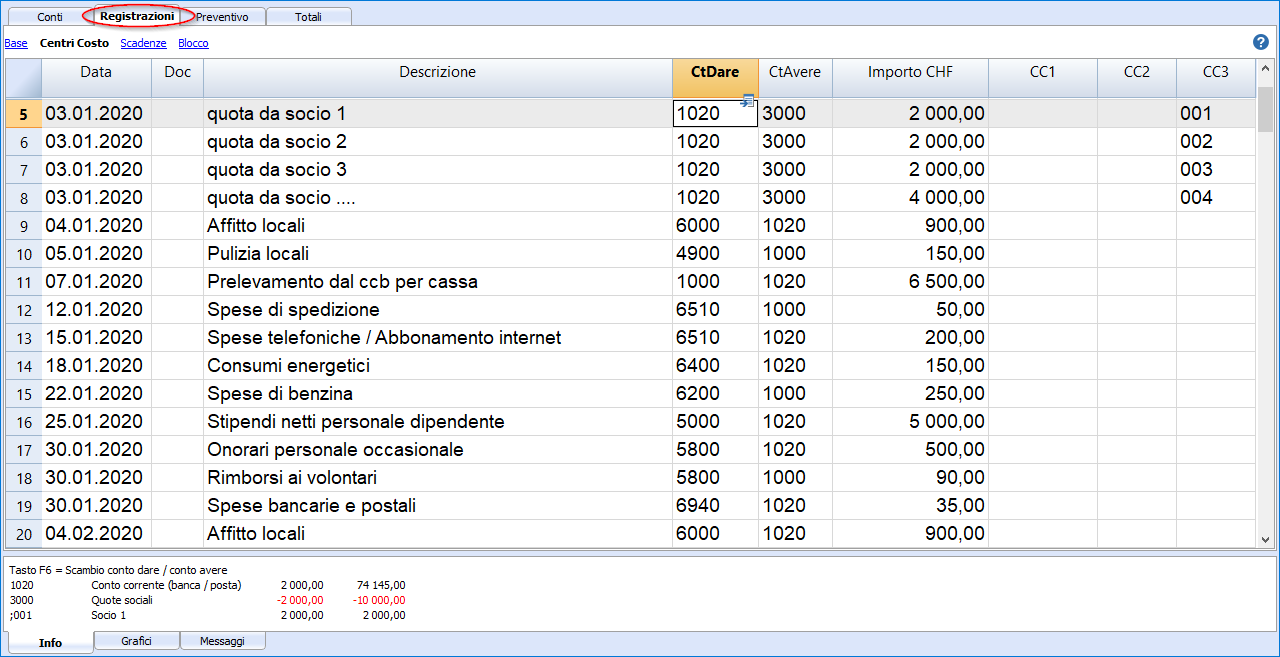 Conti Registrazioni Preventivo Totali
Base Centri Costo Scadenze Blocco ?
Data Doc Descrizione CtDare CtAvere Importo CHF CC1 CC2 CC3
5 03.01.2020 quota da socio 1 1020 3000 2 000,00 001
6 03.01.2020 quota da socio 2 1020 3000 2 000,00 002
7 03.01.2020 quota da socio 3 1020 3000 2 000,00 003
8 03.01.2020 quota da socio .... 1020 3000 4 000,00 004
9 04.01.2020 Affitto locali 6000 1020 900,00
10 05.01.2020 Pulizia locali 4900 1000 150,00
11 07.01.2020 Prelevamento dal ccb per cassa 1000 1020 6 500,00
12 12.01.2020 Spese di spedizione 6510 1000 50,00
13 15.01.2020 Spese telefoniche / Abbonamento internet 6510 1020 200,00
14 18.01.2020 Consumi energetici 6400 1020 150,00
15 22.01.2020 Spese di benzina 6200 1000 250,00
16 25.01.2020 Stipendi netti personale dipendente 5000 1020 5 000,00
17 30.01.2020 Onorari personale occasionale 5800 1020 500,00
18 30.01.2020 Rimborsi ai volontari 5800 1000 90,00
19 30.01.2020 Spese bancarie e postali 6940 1020 35,00
20 04.02.2020 Affitto locali 6000 1020 900,00
Tasto F6 = Scambio conto dare / conto avere
1020 Conto corrente (banca / posta) 2 000,00 74 145,00
3000 Quote sociali -2 000,00 -10 000,00
;001 Socio 1 2 000,00 2 000,00
Info Grafici Messaggi